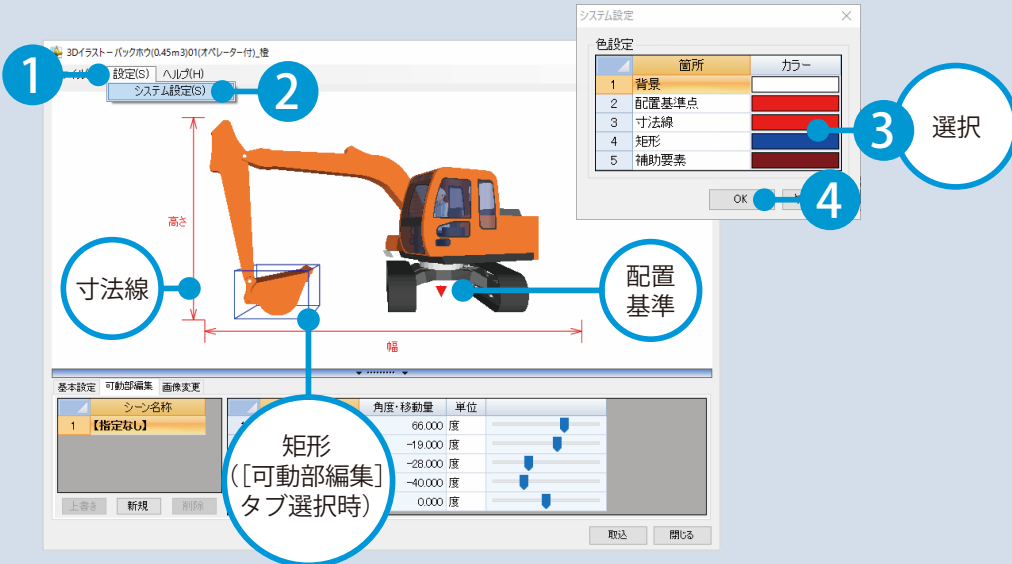 システム設定
色設定
箇所 カラー
1 背景
2 配置基準点
3 寸法線
4 矩形
5 補助要素
OK
3Dイラスト - バックホウ(0.45m3)01(オペレーター付)_橙
設定(S) ヘルプ(H)
システム設定(S)
1
2
3
選択
4
高さ
寸法線
配置
基準
幅
基本設定 可動部編集 画像変更
シーン名称
1 【指定なし】
角度・移動量 単位
66.000 度
-19.000 度
-28.000 度
-40.000 度
0.000 度
矩形
([可動部編集]
タブ選択時)
上書き 新規 削除
取込 閉じる